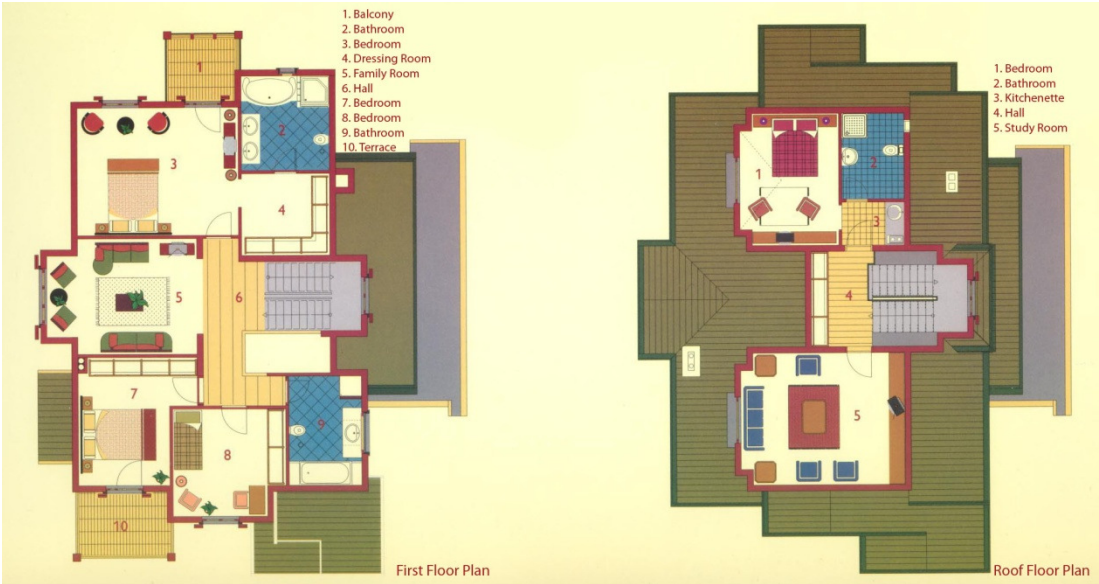 1. Balcony
2. Bathroom
3. Bedroom
4. Dressing Room
5. Family Room
6. Hall
7. Bedroom
8. Bedroom
9. Bathroom
10. Terrace
1
2
3
4
5
6
7
8
9
10
First Floor Plan
1. Bedroom
2. Bathroom
3. Kitchenette
4. Hall
5. Study Room
1
2
3
4
5
Roof Floor Plan